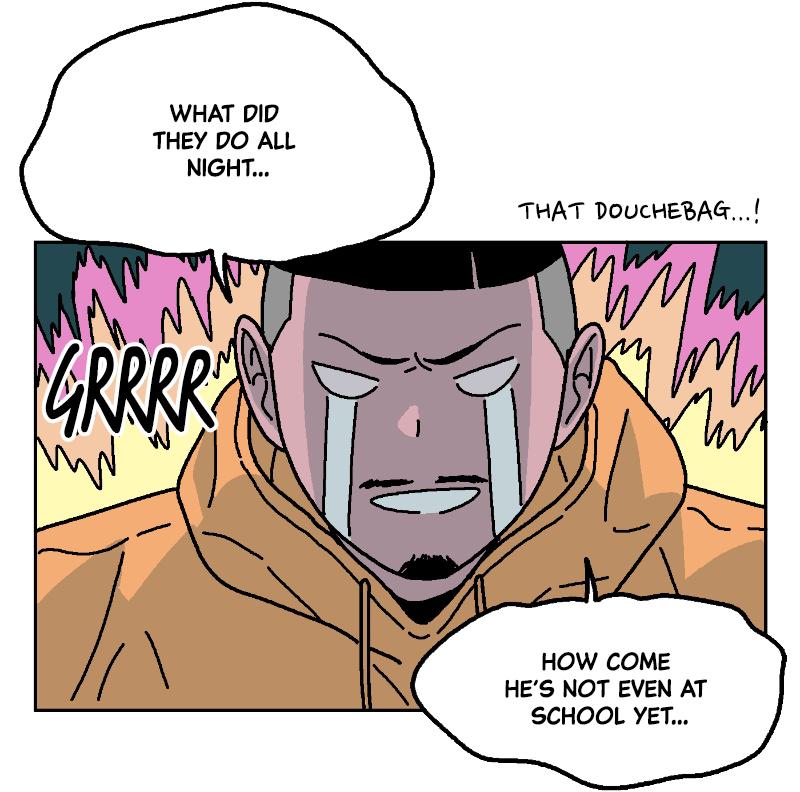 WHAT DID
THEY DO ALL
NIGHT...
THAT DOUCHEBAG...!
GRRRR
HOW COME
HE'S NOT EVEN AT
SCHOOL YET...